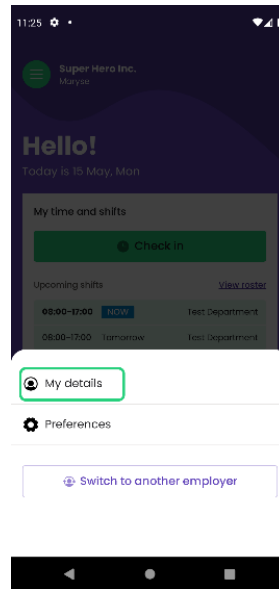 11:25
Super Hero Inc.
Maryse
Hello!
Today is 15 May, Mon
My time and shifts
Check in
Upcoming shifts View roster
08:00-17:00 NOW Test Department
08:00-17:00 Tomorrow Test Department
My details
Preferences
Switch to another employer